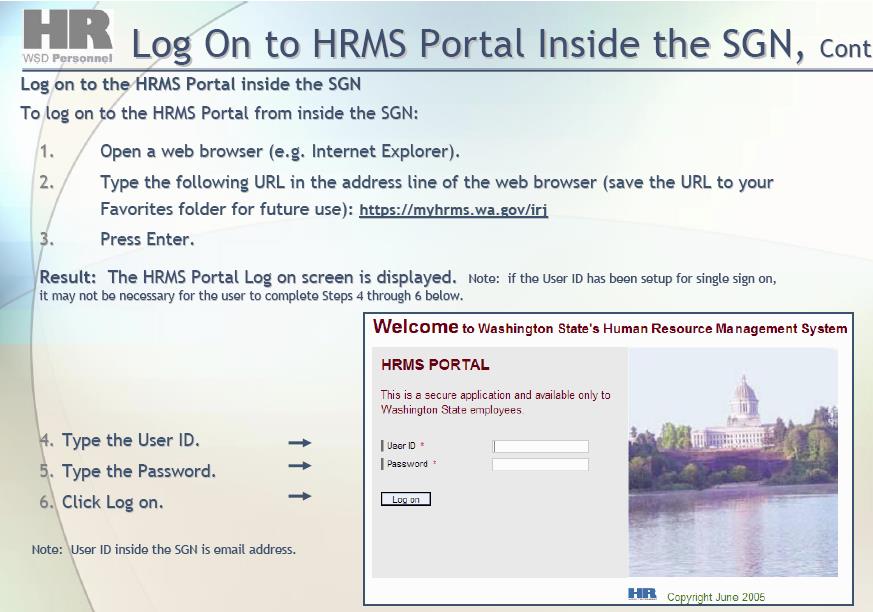 HR
WSD Personnel
Log On to HRMS Portal Inside the SGN, Cont
Log on to the HRMS Portal inside the SGN
To log on to the HRMS Portal from inside the SGN:
1. Open a web browser (e.g. Internet Explorer).
2. Type the following URL in the address line of the web browser (save the URL to your
Favorites folder for future use): https://myhrms.wa.gov/irj
3. Press Enter.
Result: The HRMS Portal Log on screen is displayed. Note: if the User ID has been setup for single sign on,
it may not be necessary for the user to complete Steps 4 through 6 below.
4. Type the User ID.
5. Type the Password.
6. Click Log on.
Note: User ID inside the SGN is email address.
Welcome to Washington State's Human Resource Management System
HRMS PORTAL
This is a secure application and available only to
Washington State employees.
User ID *
Password *
Log on
HR Copyright June 2005